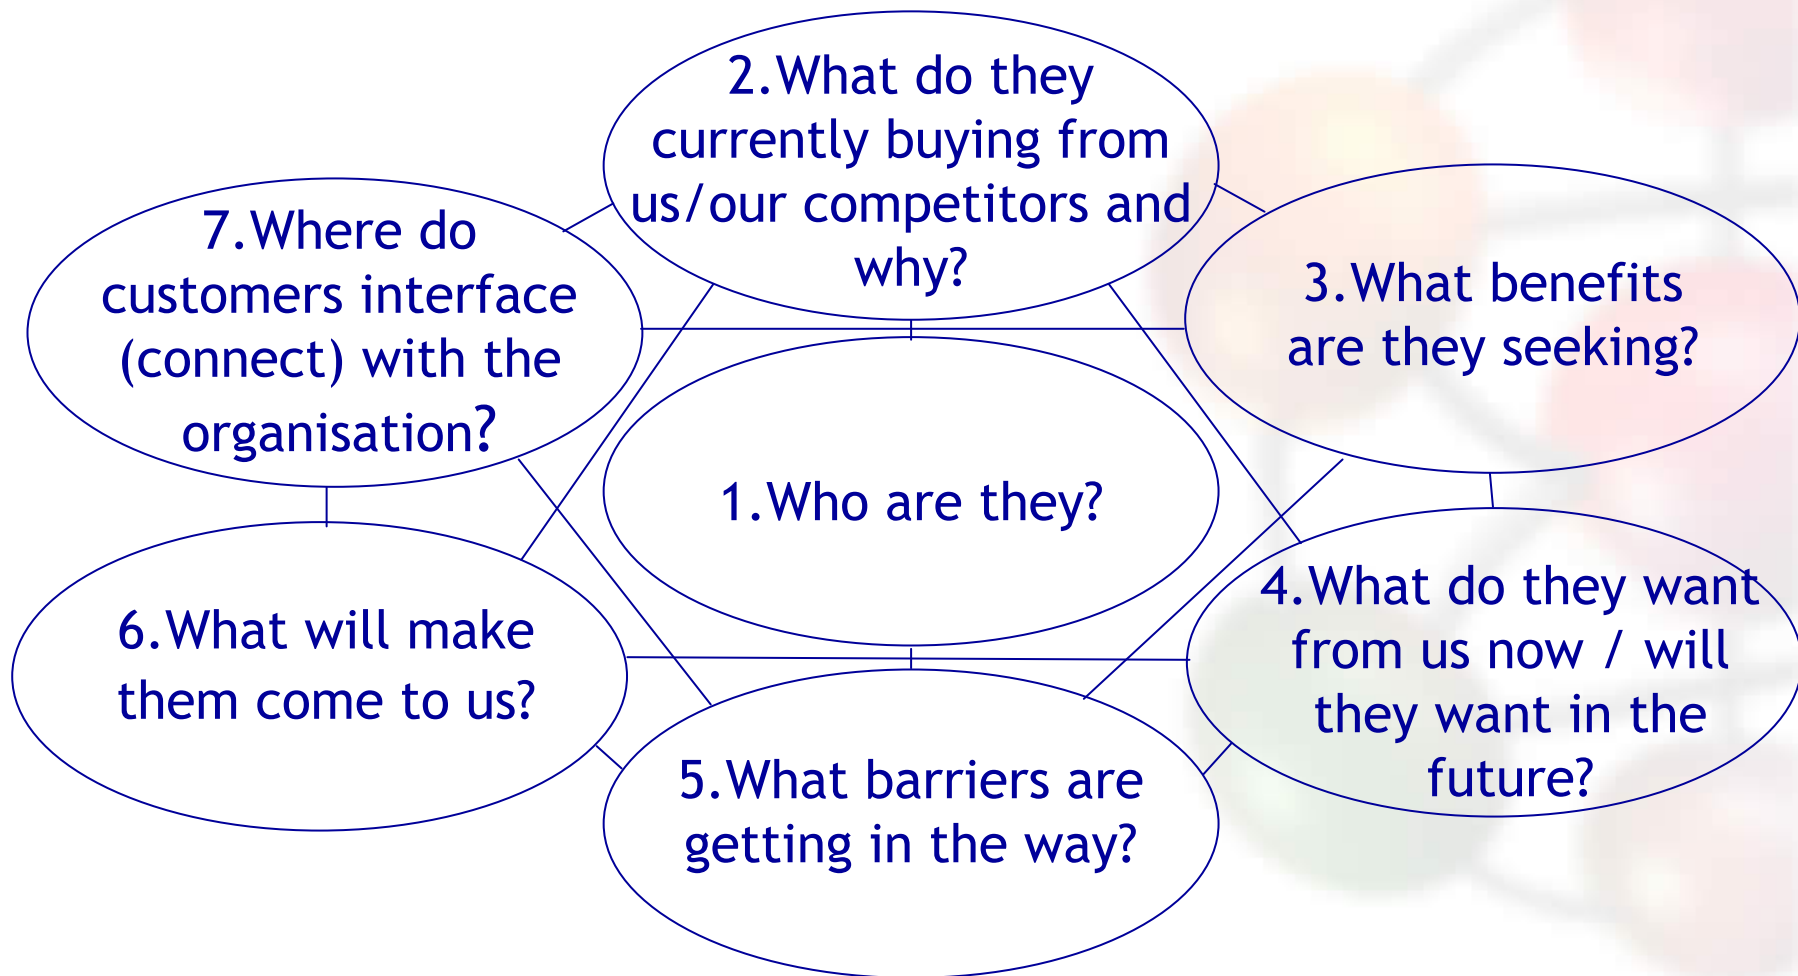 2.What do they
currently buying from
us/our competitors and
why?
7.Where do
customers interface
(connect) with the
organisation?
3.What benefits
are they seeking?
1.Who are they?
6.What will make
them come to us?
4.What do they want
from us now / will
they want in the
future?
5.What barriers are
getting in the way?